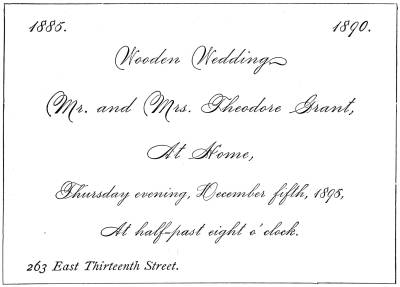 1885. 1890.
Wooden Wedding
Mr. and Mrs. Theodore Grant,
At Home,
Thursday evening, December fifth, 1895,
At half-past eight o'clock.
263 East Thirteenth Street.